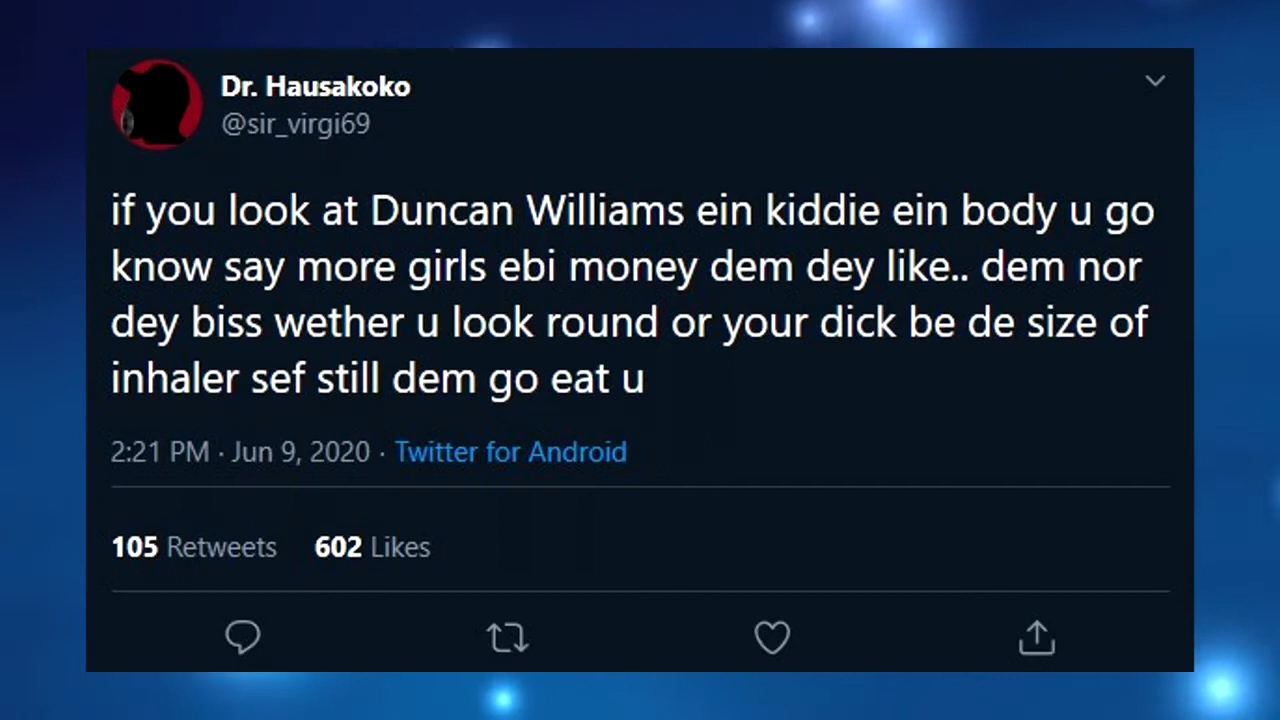 Dr. Hausakoko
@sir_virgi69
if you look at Duncan Williams ein kiddie ein body u go
know say more girls ebi money dem dey like.. dem nor
dey biss wether u look round or your dick be de size of
inhaler sef still dem go eat u
2:21 PM · Jun 9, 2020 · Twitter for Android
105 Retweets 602 Likes